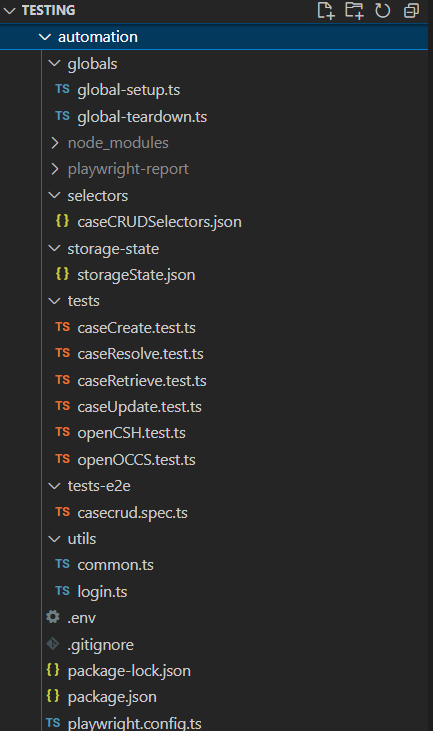 TESTING
automation
globals
TS global-setup.ts
TS global-teardown.ts
node_modules
playwright-report
selectors
{} caseCRUDSelectors.json
storage-state
{} storageState.json
tests
TS caseCreate.test.ts
TS caseResolve.test.ts
TS caseRetrieve.test.ts
TS caseUpdate.test.ts
TS openCSH.test.ts
TS openOCCS.test.ts
tests-e2e
TS casecrud.spec.ts
utils
TS common.ts
TS login.ts
.env
.gitignore
{} package-lock.json
{} package.json
TS playwright.config.ts